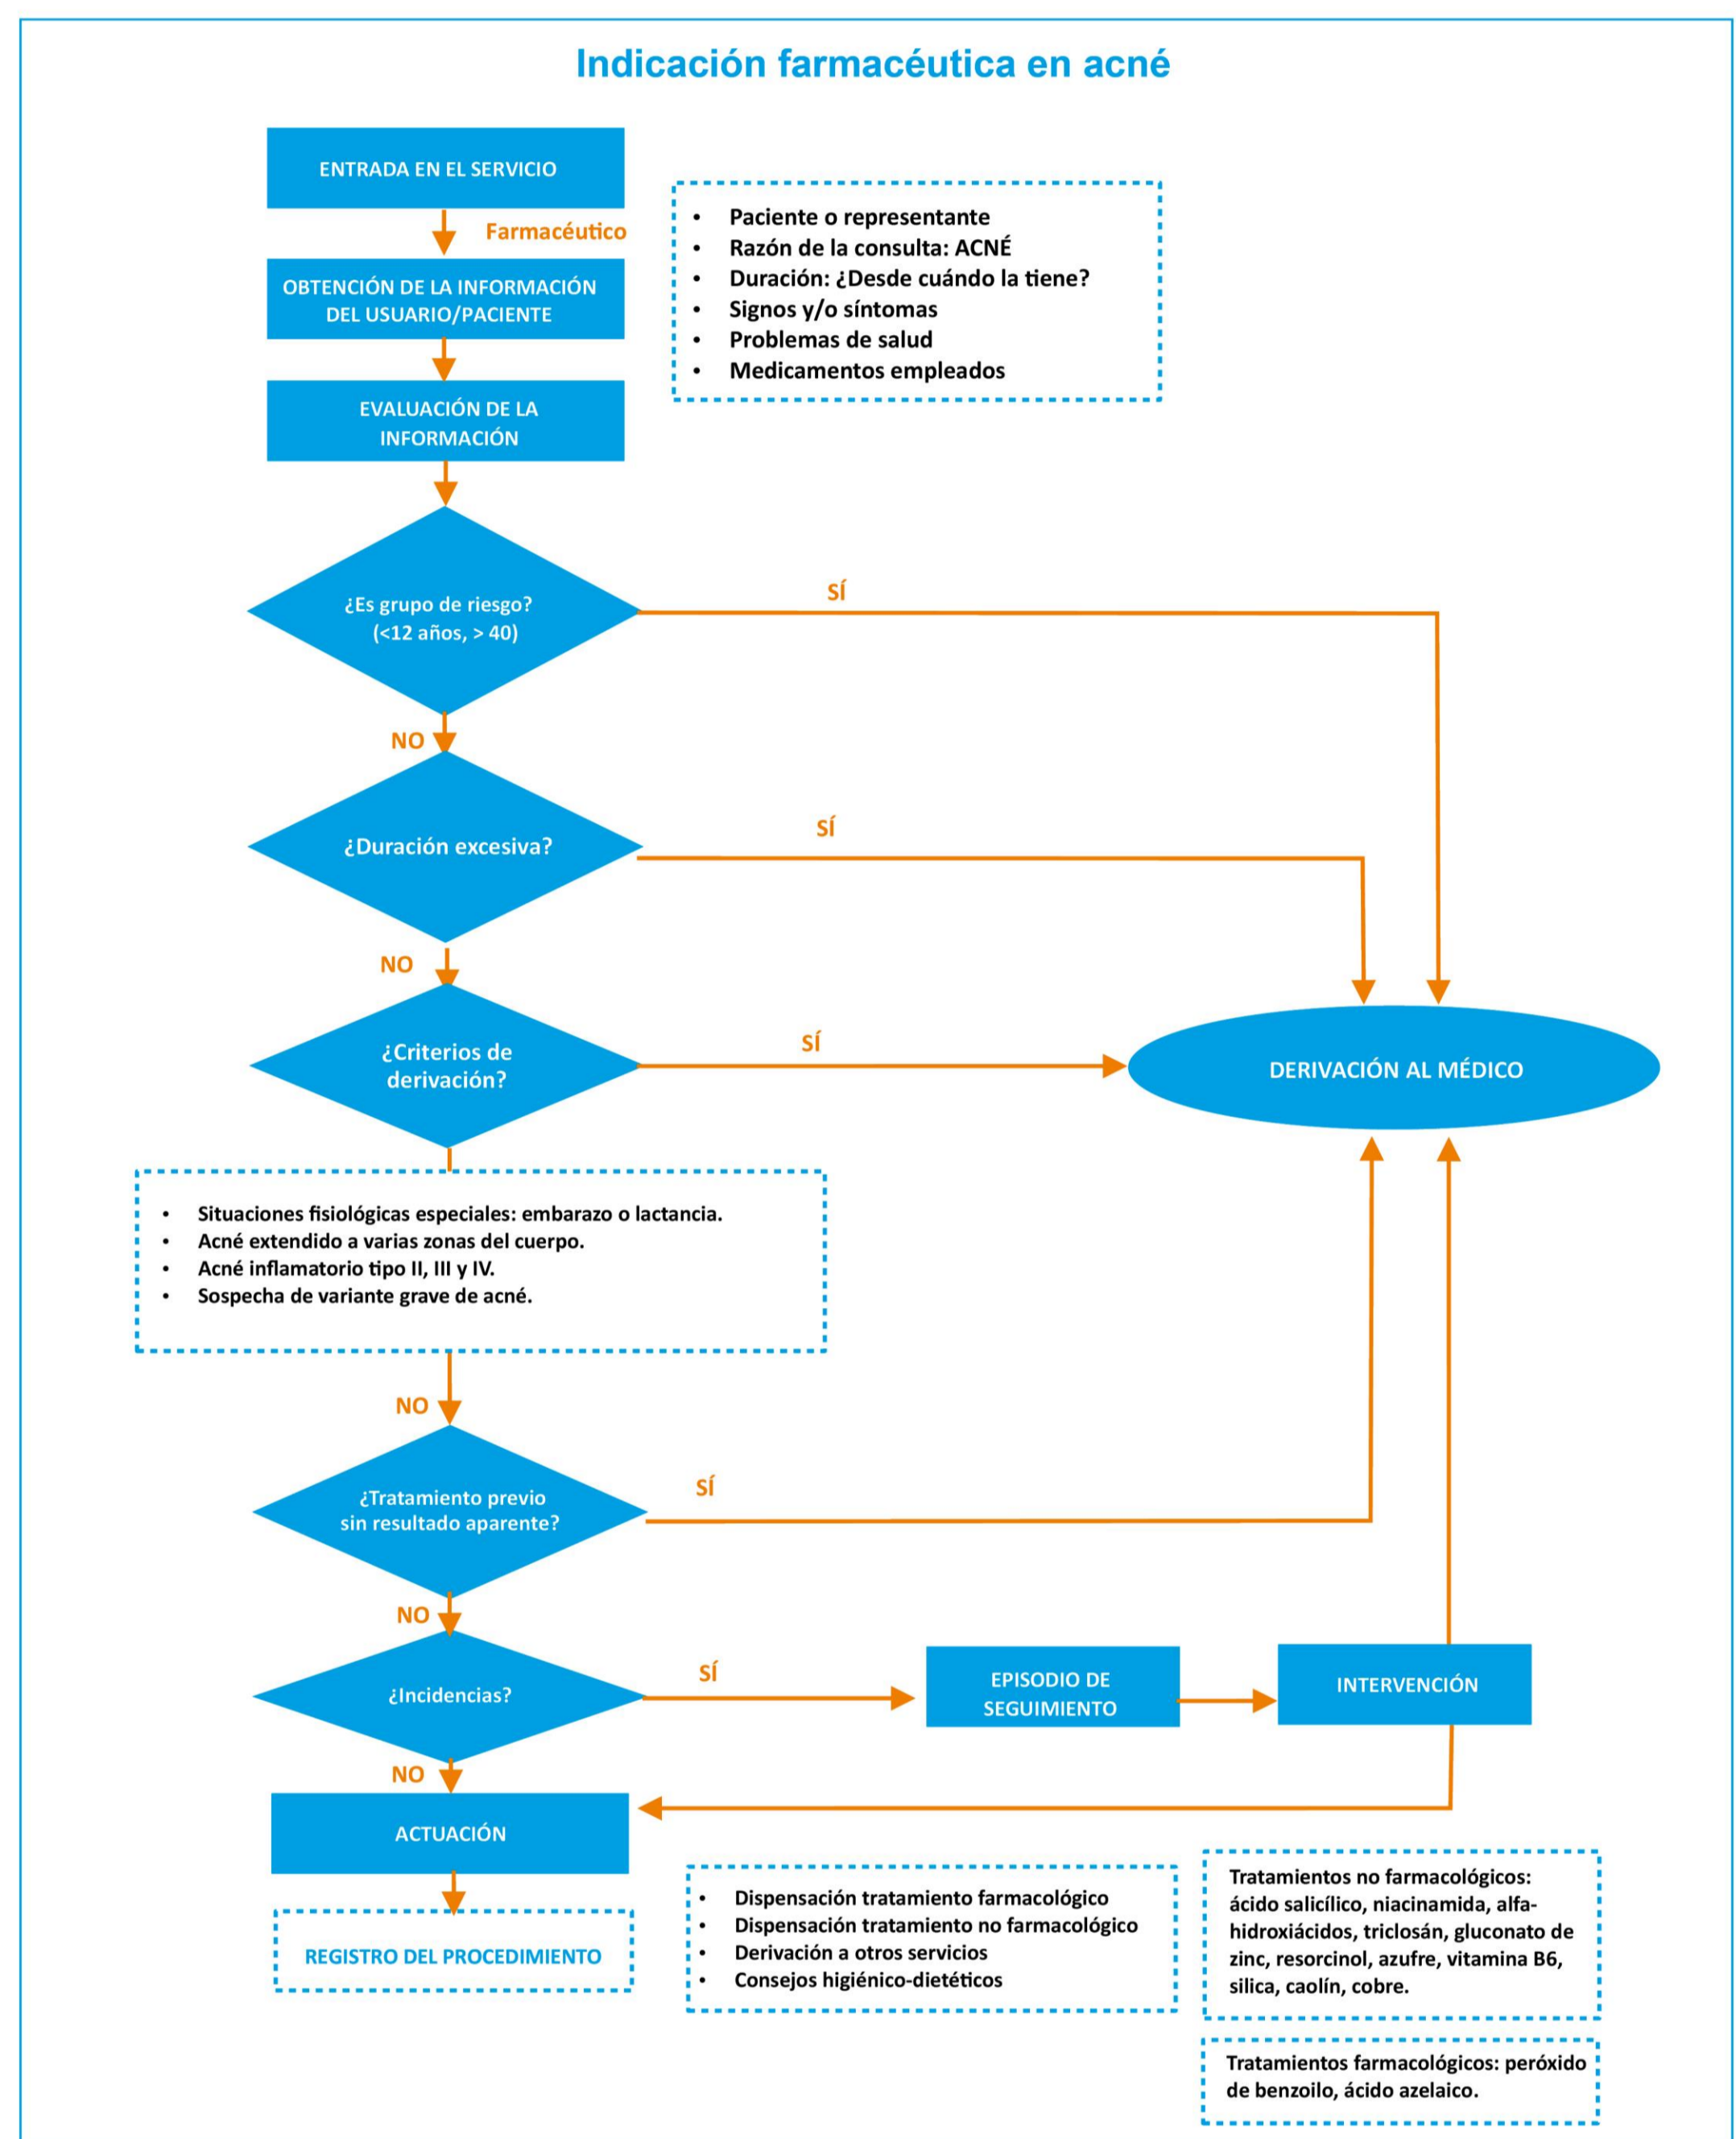 Indicación farmacéutica en acné
ENTRADA EN EL SERVICIO
Farmacéutico
OBTENCIÓN DE LA INFORMACIÓN
DEL USUARIO/PACIENTE
• Paciente o representante
• Razón de la consulta: ACNÉ
• Duración: ¿Desde cuándo la tiene?
• Signos y/o síntomas
• Problemas de salud
• Medicamentos empleados
EVALUACIÓN DE LA
INFORMACIÓN
¿Es grupo de riesgo?
(<12 años, > 40)
SÍ
NO
¿Duración excesiva?
SÍ
NO
¿Criterios de
derivación?
SÍ
DERIVACIÓN AL MÉDICO
• Situaciones fisiológicas especiales: embarazo o lactancia.
• Acné extendido a varias zonas del cuerpo.
• Acné inflamatorio tipo II, III y IV.
• Sospecha de variante grave de acné.
NO
¿Tratamiento previo
sin resultado aparente?
SÍ
NO
¿Incidencias?
SÍ
EPISODIO DE
SEGUIMIENTO
INTERVENCIÓN
NO
ACTUACIÓN
REGISTRO DEL PROCEDIMIENTO
• Dispensación tratamiento farmacológico
• Dispensación tratamiento no farmacológico
• Derivación a otros servicios
• Consejos higiénico-dietéticos
Tratamientos no farmacológicos:
ácido salicílico, niacinamida, alfa-
hidroxiácidos, triclosán, gluconato de
zinc, resorcinol, azufre, vitamina B6,
silica, caolín, cobre.
Tratamientos farmacológicos: peróxido
de benzoilo, ácido azelaico.